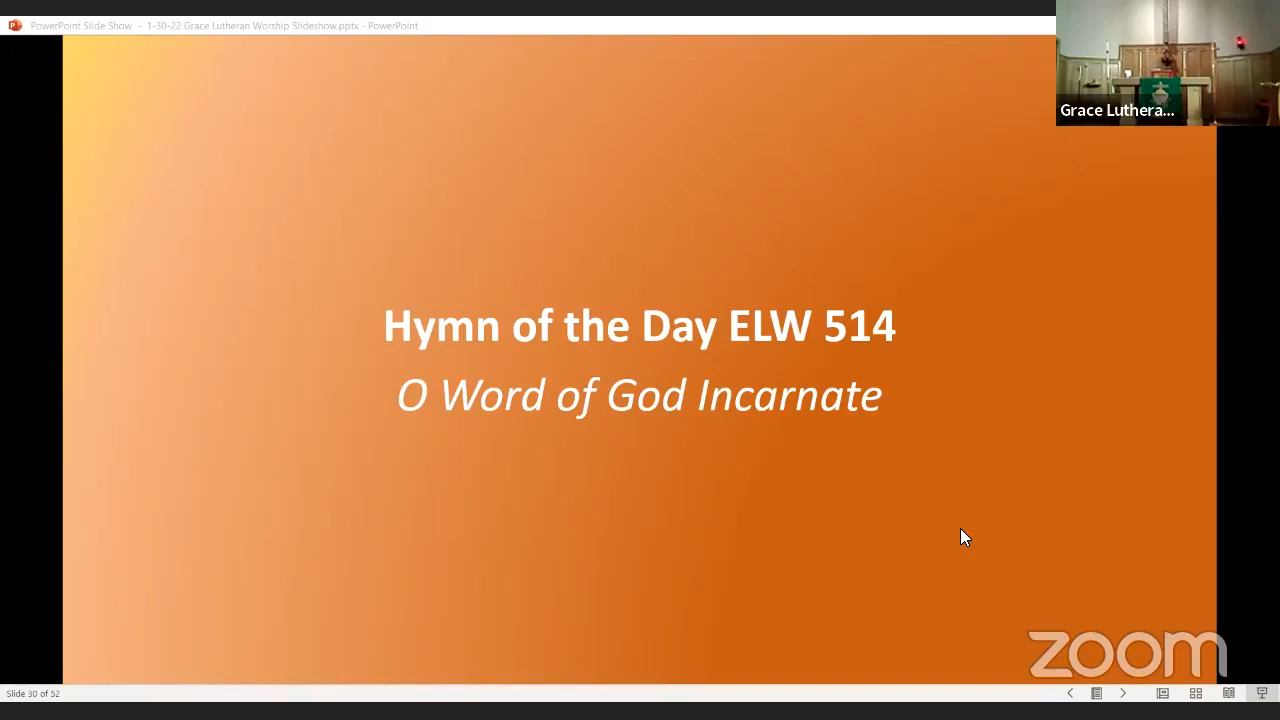 PowerPoint Slide Show - 1-30-22 Grace Lutheran Worship Slideshow.pptx - PowerPoint
Grace Luthera...
Hymn of the Day ELW 514
O Word of God Incarnate
zoom
Slide 30 of 52